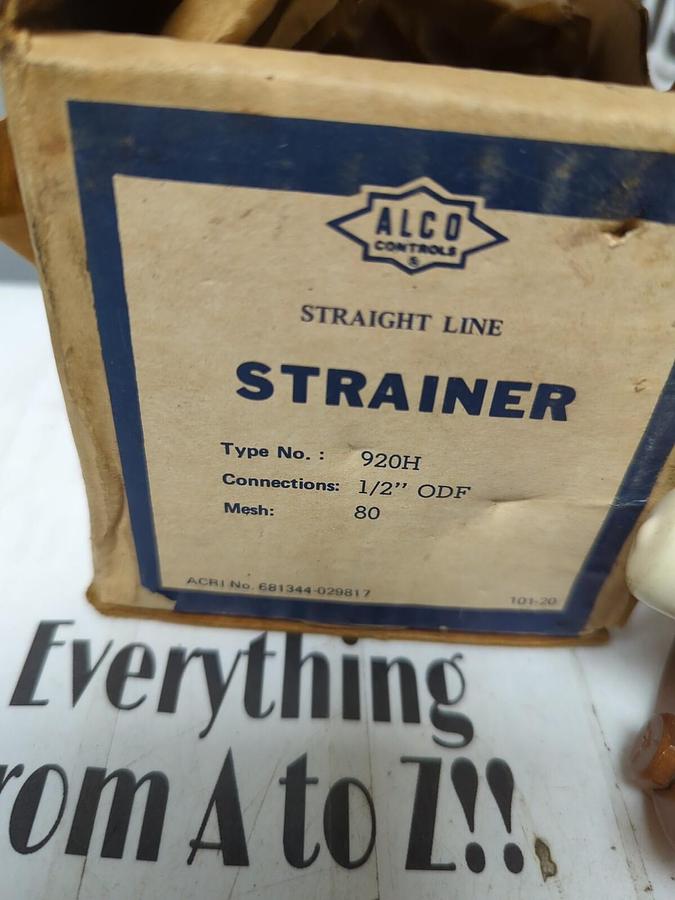 ALCO
CONTROLS
®
STRAIGHT LINE
STRAINER
Type No. : 920H
Connections: 1/2" ODF
Mesh: 80
ACRI No. 681344-029817 101-20
Everything
rom A to Z!!